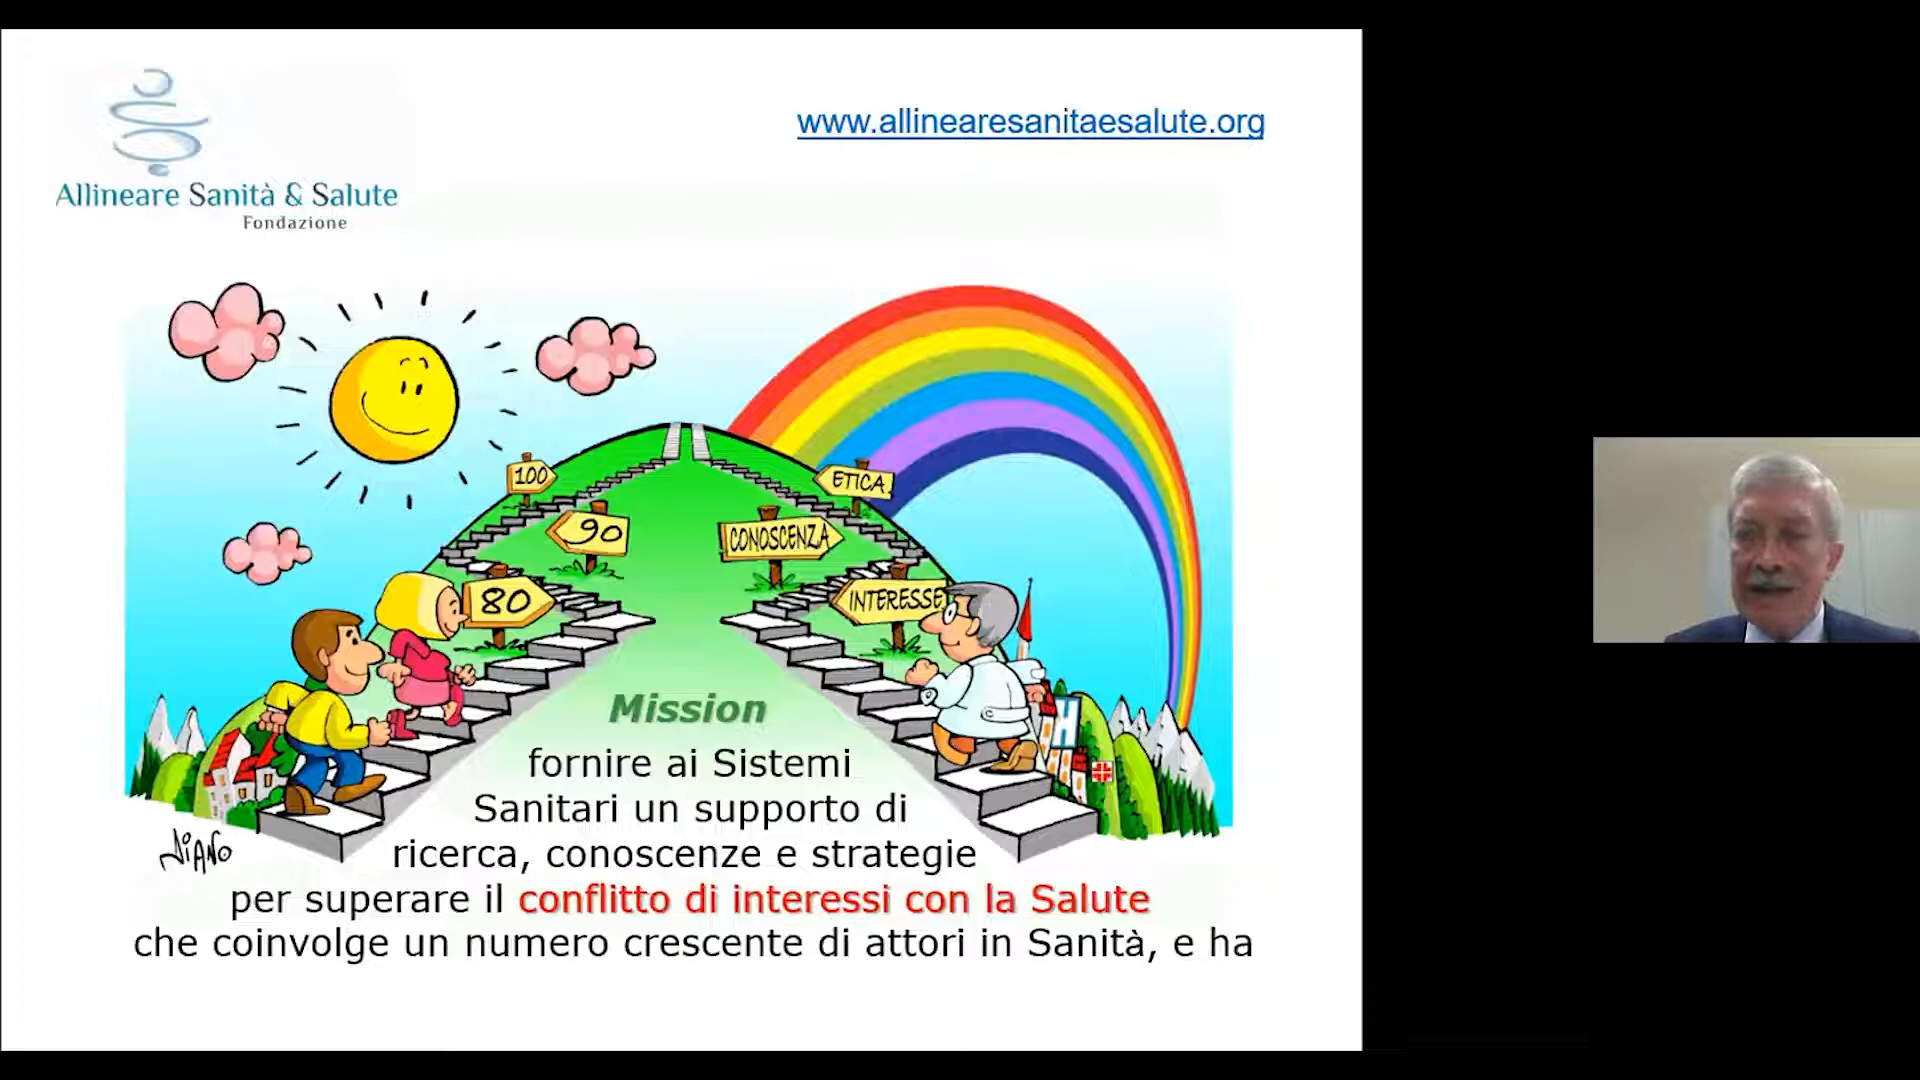 www.allinearesanitaesalute.org
Allineare Sanità & Salute
Fondazione
100
90
80
ETICA
CONOSCENZA
INTERESSE
Mission
fornire ai Sistemi
Sanitari un supporto di
ricerca, conoscenze e strategie
per superare il conflitto di interessi con la Salute
che coinvolge un numero crescente di attori in Sanità, e ha
DiANO
H